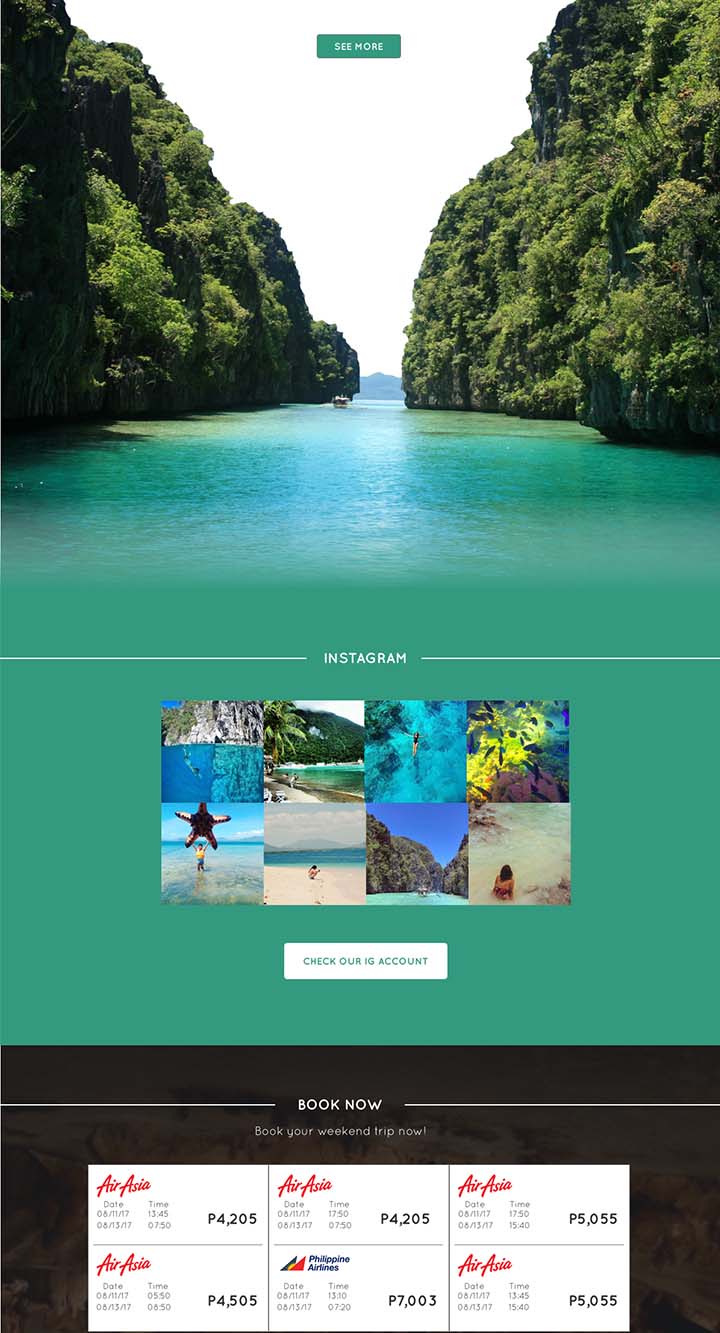 SEE MORE
INSTAGRAM
CHECK OUR IG ACCOUNT
BOOK NOW
Book your weekend trip now!
AirAsia
Date Time
08/11/17 13:45
08/13/17 07:50
P4,205
AirAsia
Date Time
08/11/17 17:50
08/13/17 07:50
P4,205
AirAsia
Date Time
08/11/17 17:50
08/13/17 15:40
P5,055
AirAsia
Date Time
08/11/17 05:50
08/13/17 08:50
P4,505
Philippine
Airlines
Date Time
08/11/17 13:10
08/13/17 07:20
P7,003
AirAsia
Date Time
08/11/17 13:45
08/13/17 15:40
P5,055